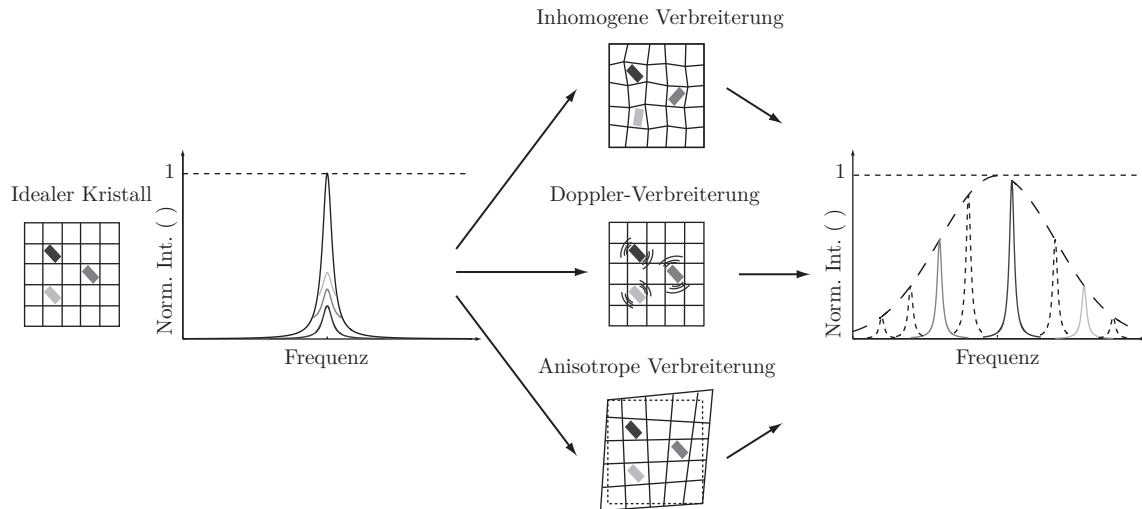 Inhomogene Verbreiterung
Idealer Kristall
1
Norm. Int. ( )
Frequenz
Doppler-Verbreiterung
Anisotrope Verbreiterung
1
Norm. Int. ( )
Frequenz